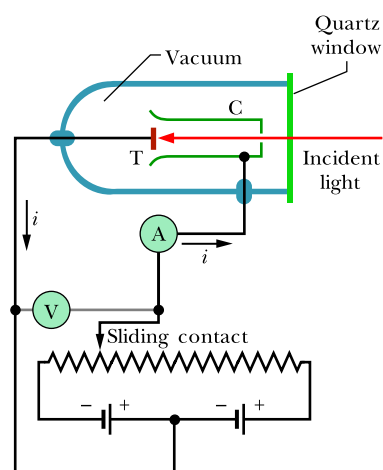 Quartz
window
Vacuum
C
T
Incident
light
i
A
i
V
Sliding contact
− +
− +